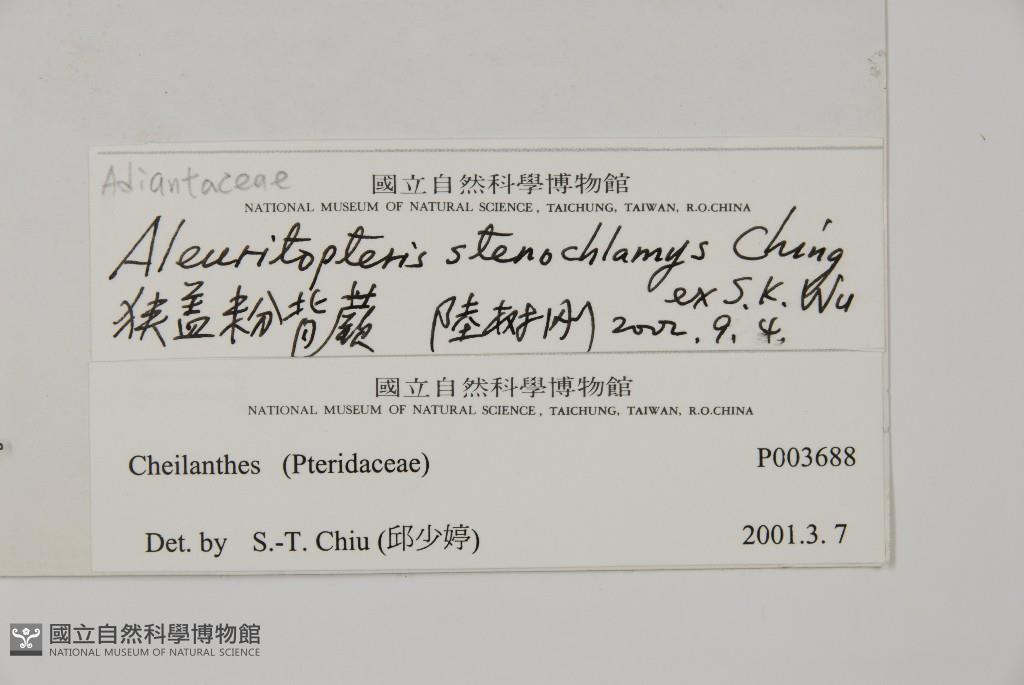 Adiantaceae
國立自然科學博物館
NATIONAL MUSEUM OF NATURAL SCIENCE, TAICHUNG, TAIWAN, R.O.CHINA
Aleuritopteris stenochlamys Ching
ex S.K. Wu
狭盖粉背蕨 陸树刚 2002.9.4.
國立自然科學博物館
NATIONAL MUSEUM OF NATURAL SCIENCE, TAICHUNG, TAIWAN, R.O.CHINA
Cheilanthes (Pteridaceae) P003688
Det. by S.-T. Chiu (邱少婷) 2001.3. 7
國立自然科學博物館
NATIONAL MUSEUM OF NATURAL SCIENCE